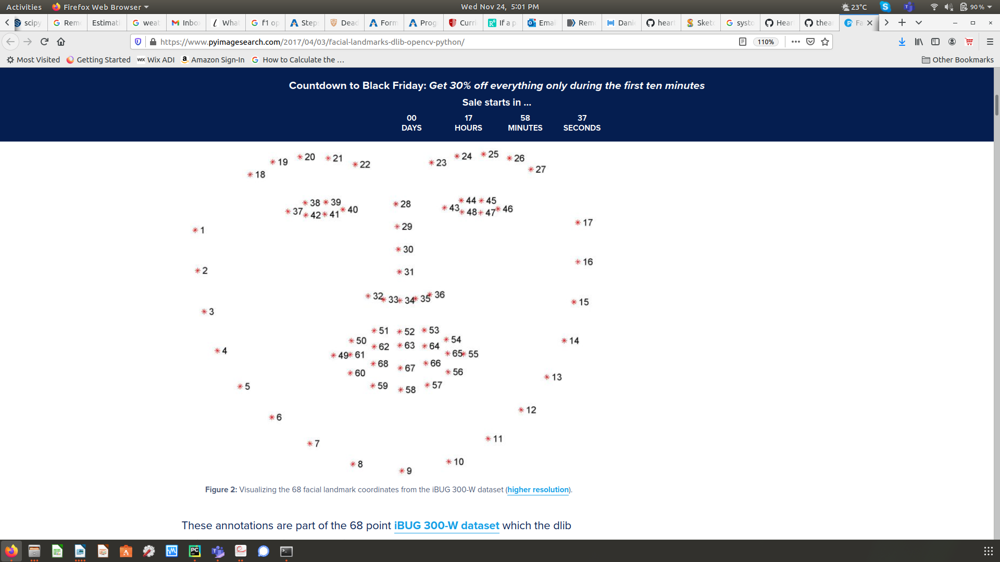 Activities Firefox Web Browser Wed Nov 24, 5:01 PM 23°C 90%
scipy Rem Estimati weat Inbo Wha f1 op Step Dead Form Prog Curri If a p Emai Rem Dani hear Sket systo Hear thea Fa
https://www.pyimagesearch.com/2017/04/03/facial-landmarks-dlib-opencv-python/ 110%
Most Visited Getting Started WIX Wix ADI Amazon Sign-In How to Calculate the … Other Bookmarks
Countdown to Black Friday: Get 30% off everything only during the first ten minutes
Sale starts in ...
00 17 58 37
DAYS HOURS MINUTES SECONDS
18 19 20 21 22 23 24 25 26 27
37 38 39 40 41 42 28 43 44 45 46 47 48
1 29 17
30 16
2 31
32 33 34 35 36 15
3
51 52 53
50 62 63 64 54 14
4 49 61 68 67 66 65 55
60 59 58 57 56 13
5
6 12
7 11
8 9 10
Figure 2: Visualizing the 68 facial landmark coordinates from the iBUG 300-W dataset (higher resolution).
These annotations are part of the 68 point iBUG 300-W dataset which the dlib